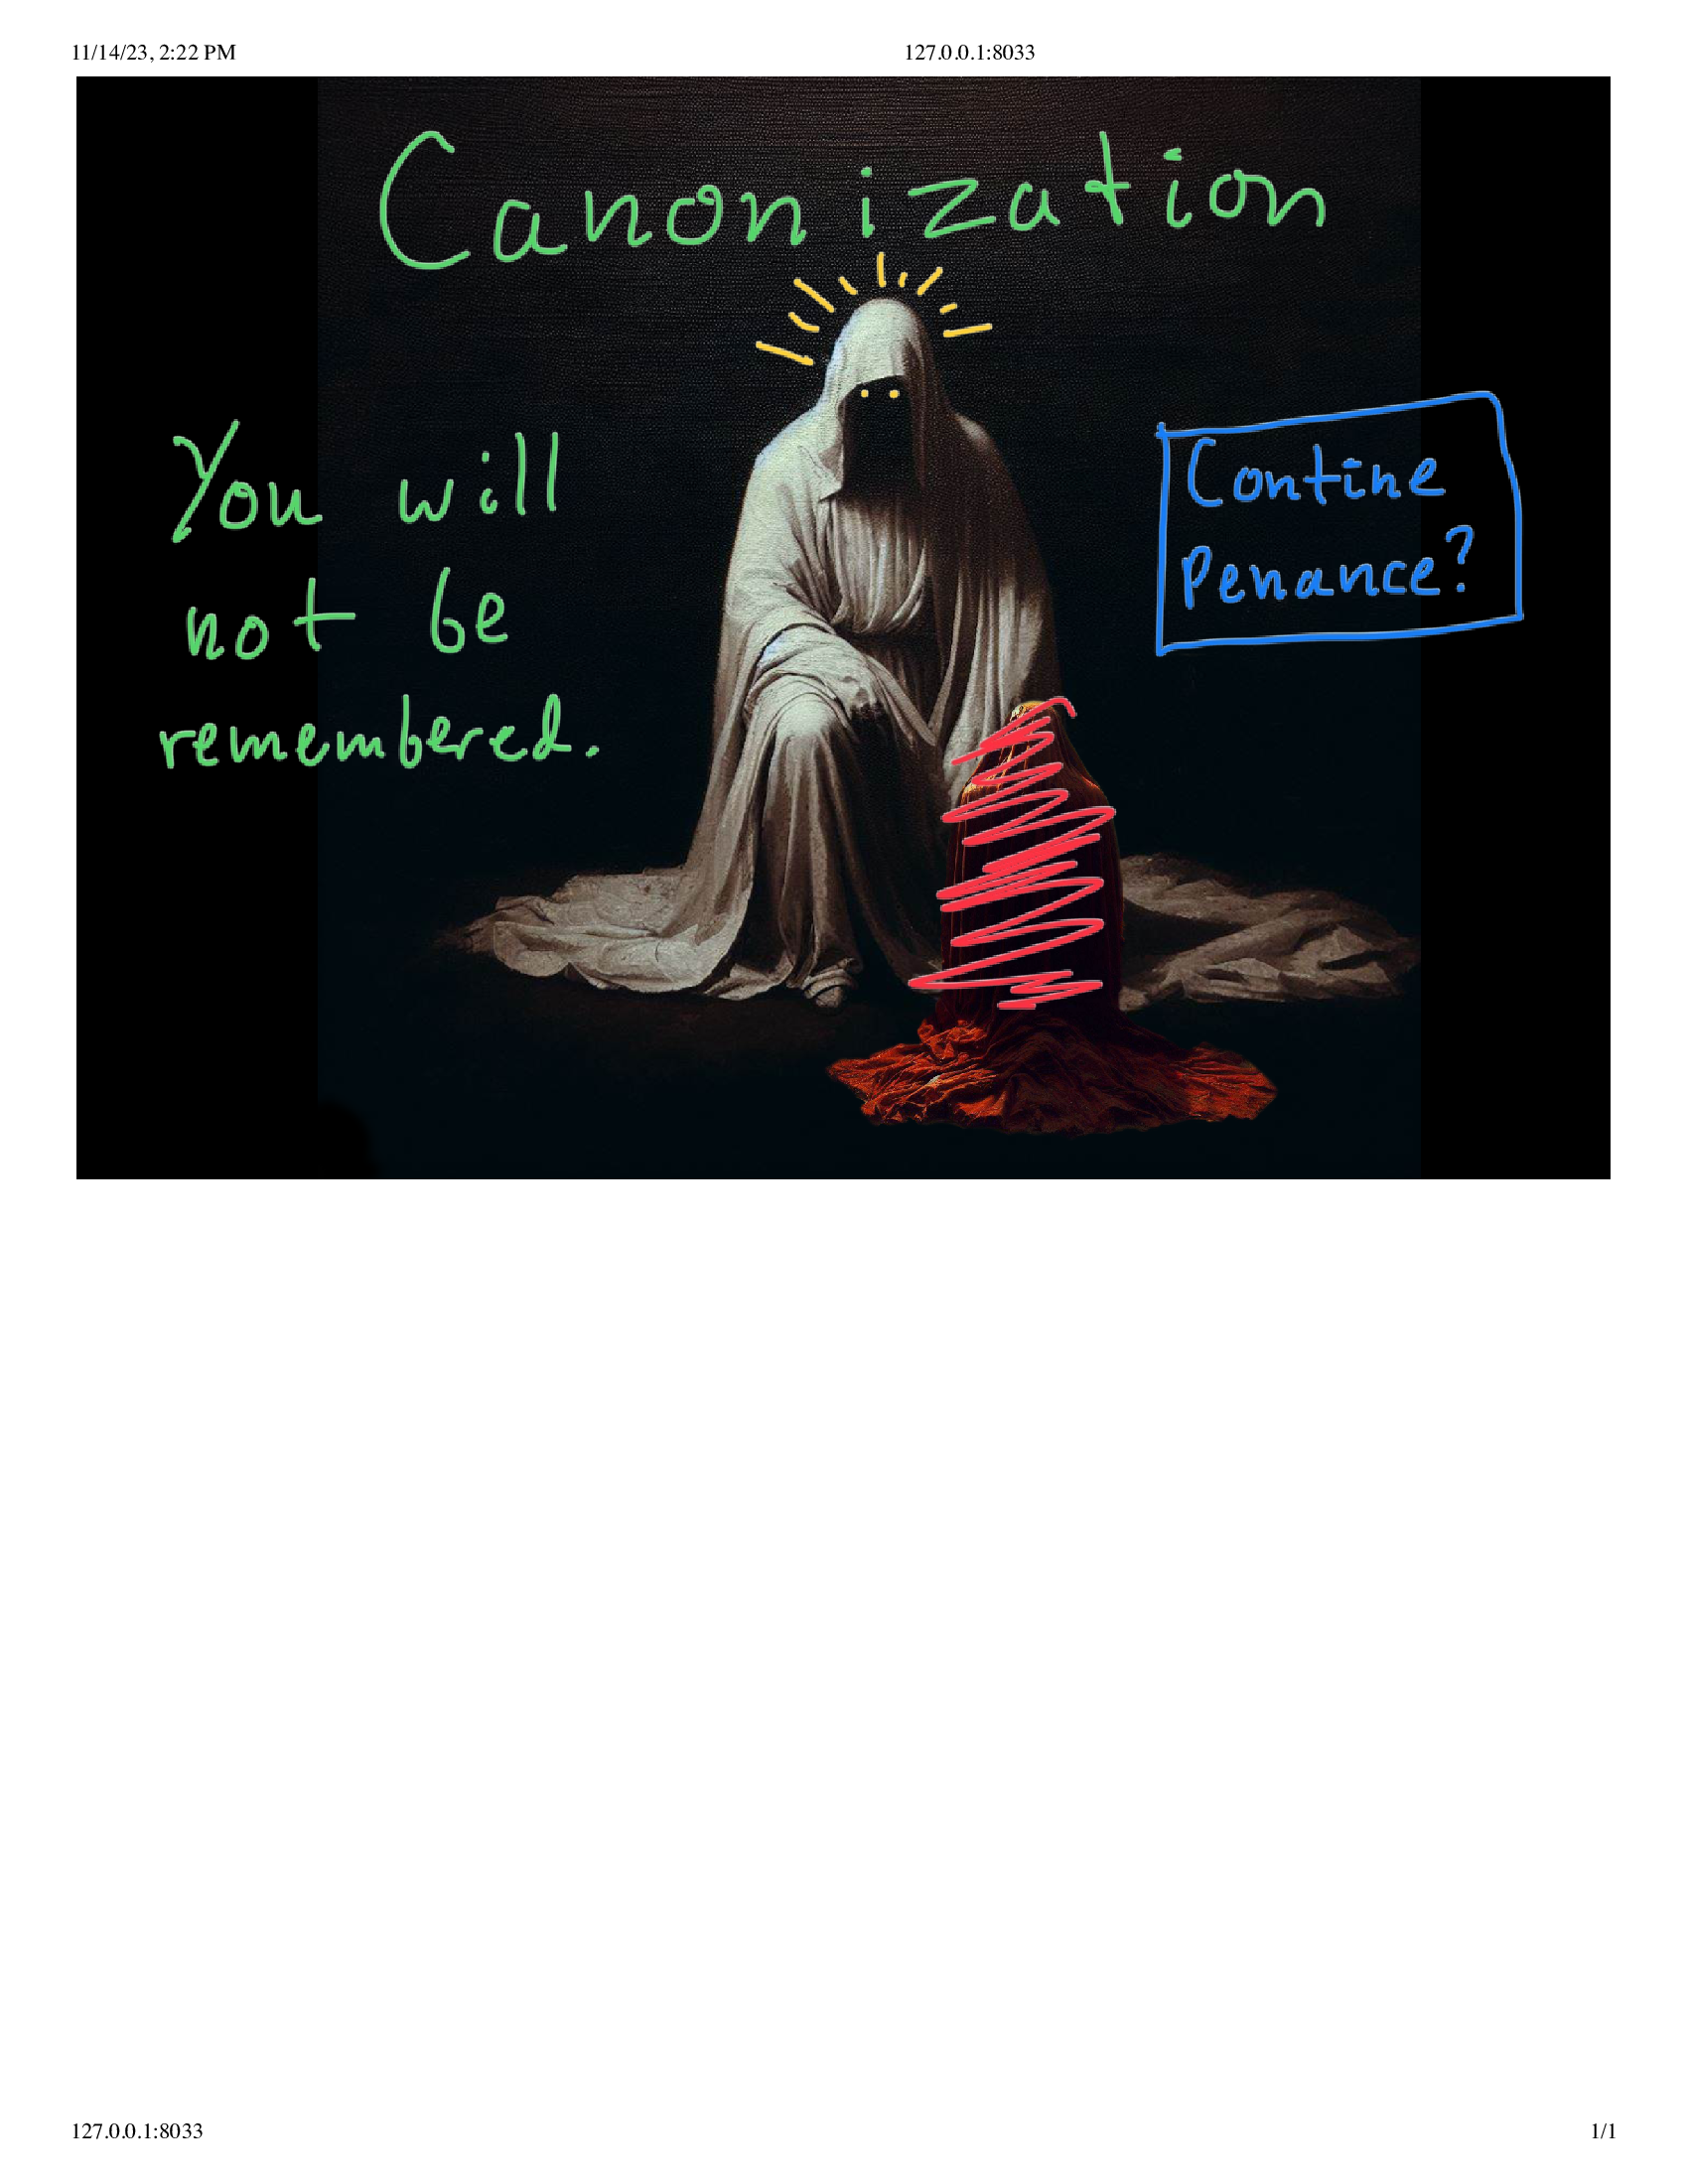 11/14/23, 2:22 PM 127.0.0.1:8033
Canonization
You will
not be
remembered.
Contine
Penance?
127.0.0.1:8033 1/1